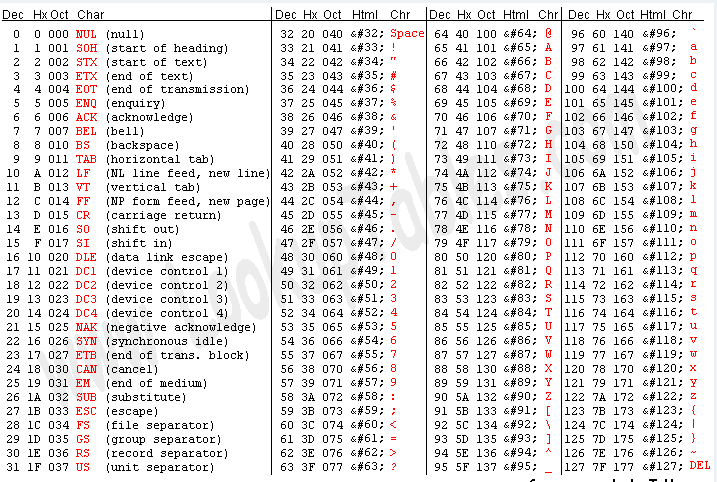 Dec Hx Oct Char Dec Hx Oct Html Chr Dec Hx Oct Html Chr Dec Hx Oct Html Chr
0 0 000 NUL (null) 32 20 040 &#32; Space 64 40 100 &#64; @ 96 60 140 &#96; `
1 1 001 SOH (start of heading) 33 21 041 &#33; ! 65 41 101 &#65; A 97 61 141 &#97; a
2 2 002 STX (start of text) 34 22 042 &#34; " 66 42 102 &#66; B 98 62 142 &#98; b
3 3 003 ETX (end of text) 35 23 043 &#35; # 67 43 103 &#67; C 99 63 143 &#99; c
4 4 004 EOT (end of transmission) 36 24 044 &#36; $ 68 44 104 &#68; D 100 64 144 &#100; d
5 5 005 ENQ (enquiry) 37 25 045 &#37; % 69 45 105 &#69; E 101 65 145 &#101; e
6 6 006 ACK (acknowledge) 38 26 046 &#38; & 70 46 106 &#70; F 102 66 146 &#102; f
7 7 007 BEL (bell) 39 27 047 &#39; ' 71 47 107 &#71; G 103 67 147 &#103; g
8 8 010 BS (backspace) 40 28 050 &#40; ( 72 48 110 &#72; H 104 68 150 &#104; h
9 9 011 TAB (horizontal tab) 41 29 051 &#41; ) 73 49 111 &#73; I 105 69 151 &#105; i
10 A 012 LF (NL line feed, new line) 42 2A 052 &#42; * 74 4A 112 &#74; J 106 6A 152 &#106; j
11 B 013 VT (vertical tab) 43 2B 053 &#43; + 75 4B 113 &#75; K 107 6B 153 &#107; k
12 C 014 FF (NP form feed, new page) 44 2C 054 &#44; , 76 4C 114 &#76; L 108 6C 154 &#108; l
13 D 015 CR (carriage return) 45 2D 055 &#45; - 77 4D 115 &#77; M 109 6D 155 &#109; m
14 E 016 SO (shift out) 46 2E 056 &#46; . 78 4E 116 &#78; N 110 6E 156 &#110; n
15 F 017 SI (shift in) 47 2F 057 &#47; / 79 4F 117 &#79; O 111 6F 157 &#111; o
16 10 020 DLE (data link escape) 48 30 060 &#48; 0 80 50 120 &#80; P 112 70 160 &#112; p
17 11 021 DC1 (device control 1) 49 31 061 &#49; 1 81 51 121 &#81; Q 113 71 161 &#113; q
18 12 022 DC2 (device control 2) 50 32 062 &#50; 2 82 52 122 &#82; R 114 72 162 &#114; r
19 13 023 DC3 (device control 3) 51 33 063 &#51; 3 83 53 123 &#83; S 115 73 163 &#115; s
20 14 024 DC4 (device control 4) 52 34 064 &#52; 4 84 54 124 &#84; T 116 74 164 &#116; t
21 15 025 NAK (negative acknowledge) 53 35 065 &#53; 5 85 55 125 &#85; U 117 75 165 &#117; u
22 16 026 SYN (synchronous idle) 54 36 066 &#54; 6 86 56 126 &#86; V 118 76 166 &#118; v
23 17 027 ETB (end of trans. block) 55 37 067 &#55; 7 87 57 127 &#87; W 119 77 167 &#119; w
24 18 030 CAN (cancel) 56 38 070 &#56; 8 88 58 130 &#88; X 120 78 170 &#120; x
25 19 031 EM (end of medium) 57 39 071 &#57; 9 89 59 131 &#89; Y 121 79 171 &#121; y
26 1A 032 SUB (substitute) 58 3A 072 &#58; : 90 5A 132 &#90; Z 122 7A 172 &#122; z
27 1B 033 ESC (escape) 59 3B 073 &#59; ; 91 5B 133 &#91; [ 123 7B 173 &#123; {
28 1C 034 FS (file separator) 60 3C 074 &#60; < 92 5C 134 &#92; \ 124 7C 174 &#124; |
29 1D 035 GS (group separator) 61 3D 075 &#61; = 93 5D 135 &#93; ] 125 7D 175 &#125; }
30 1E 036 RS (record separator) 62 3E 076 &#62; > 94 5E 136 &#94; ^ 126 7E 176 &#126; ~
31 1F 037 US (unit separator) 63 3F 077 &#63; ? 95 5F 137 &#95; _ 127 7F 177 &#127; DEL